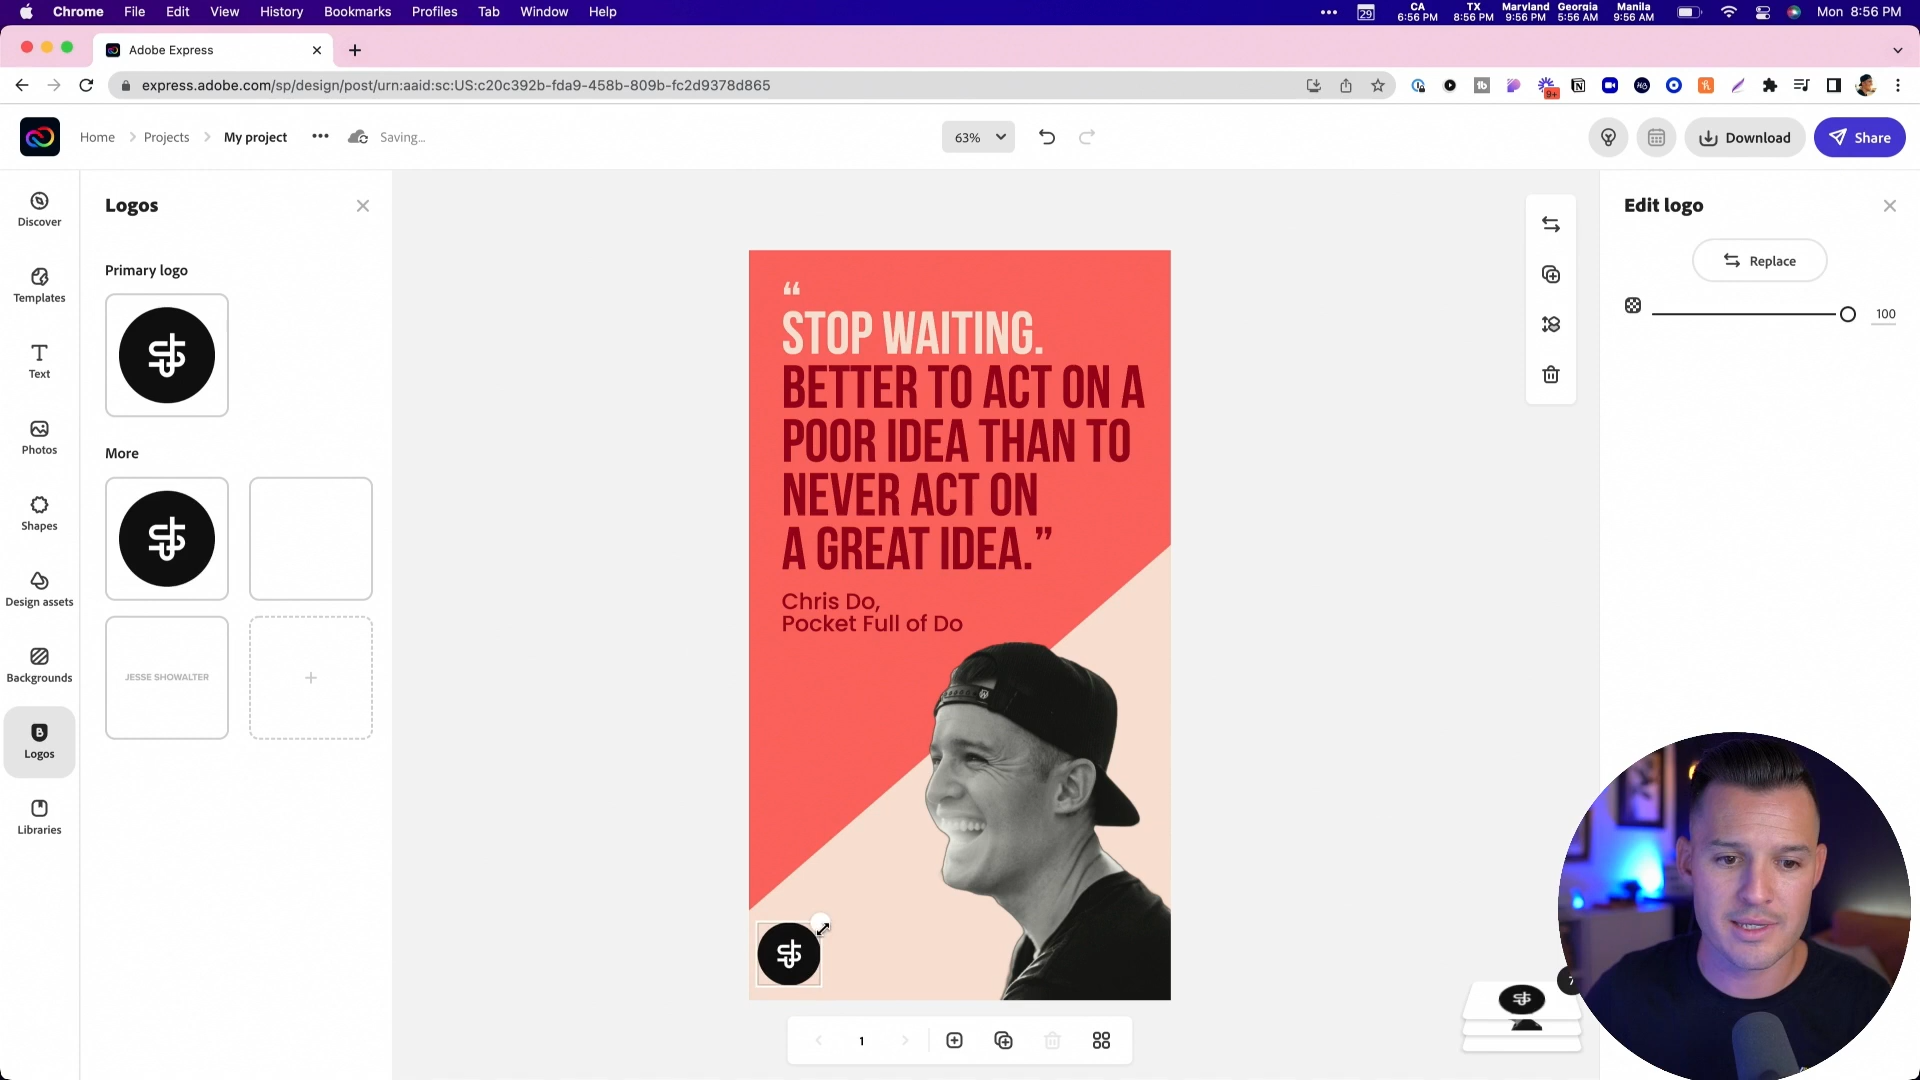 Chrome File Edit View History Bookmarks Profiles Tab Window Help
29 CA 6:56 PM TX 8:56 PM Maryland 9:56 PM Georgia 5:56 AM Manila 9:56 AM Mon 8:56 PM
Adobe Express
express.adobe.com/sp/design/post/urn:aaid:sc:US:c20c392b-fda9-458b-809b-fc2d9378d865
9+
Home Projects My project Saving...
63%
Download Share
Discover
Templates
Text
Photos
Shapes
Design assets
Backgrounds
Logos
Libraries
Logos
Primary logo
More
JESSE SHOWALTER
“
STOP WAITING.
BETTER TO ACT ON A
POOR IDEA THAN TO
NEVER ACT ON
A GREAT IDEA.”
Chris Do,
Pocket Full of Do
1
Edit logo
Replace
100